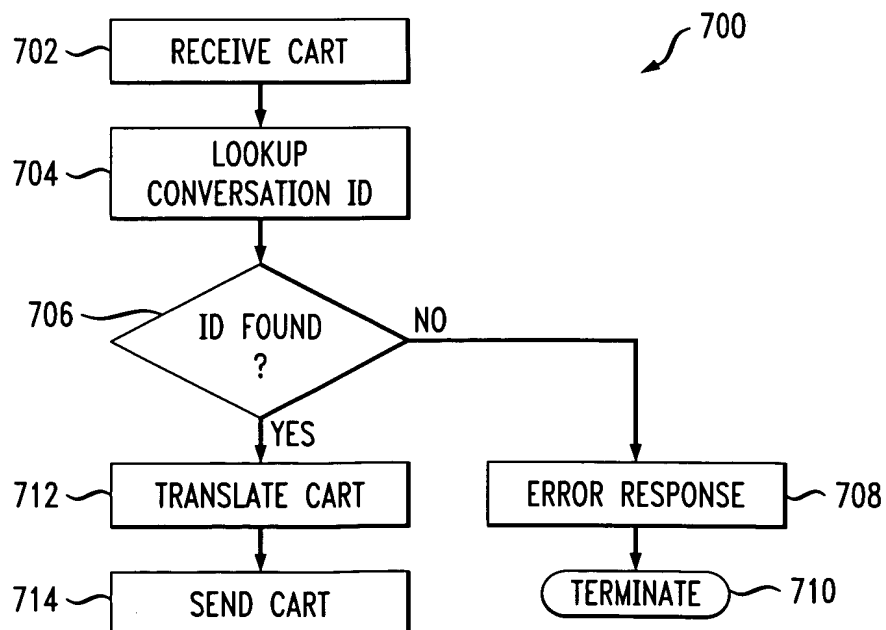 700
702
RECEIVE CART
704
LOOKUP
CONVERSATION ID
706
ID FOUND
?
NO
YES
712
TRANSLATE CART
ERROR RESPONSE
708
714
SEND CART
TERMINATE
710